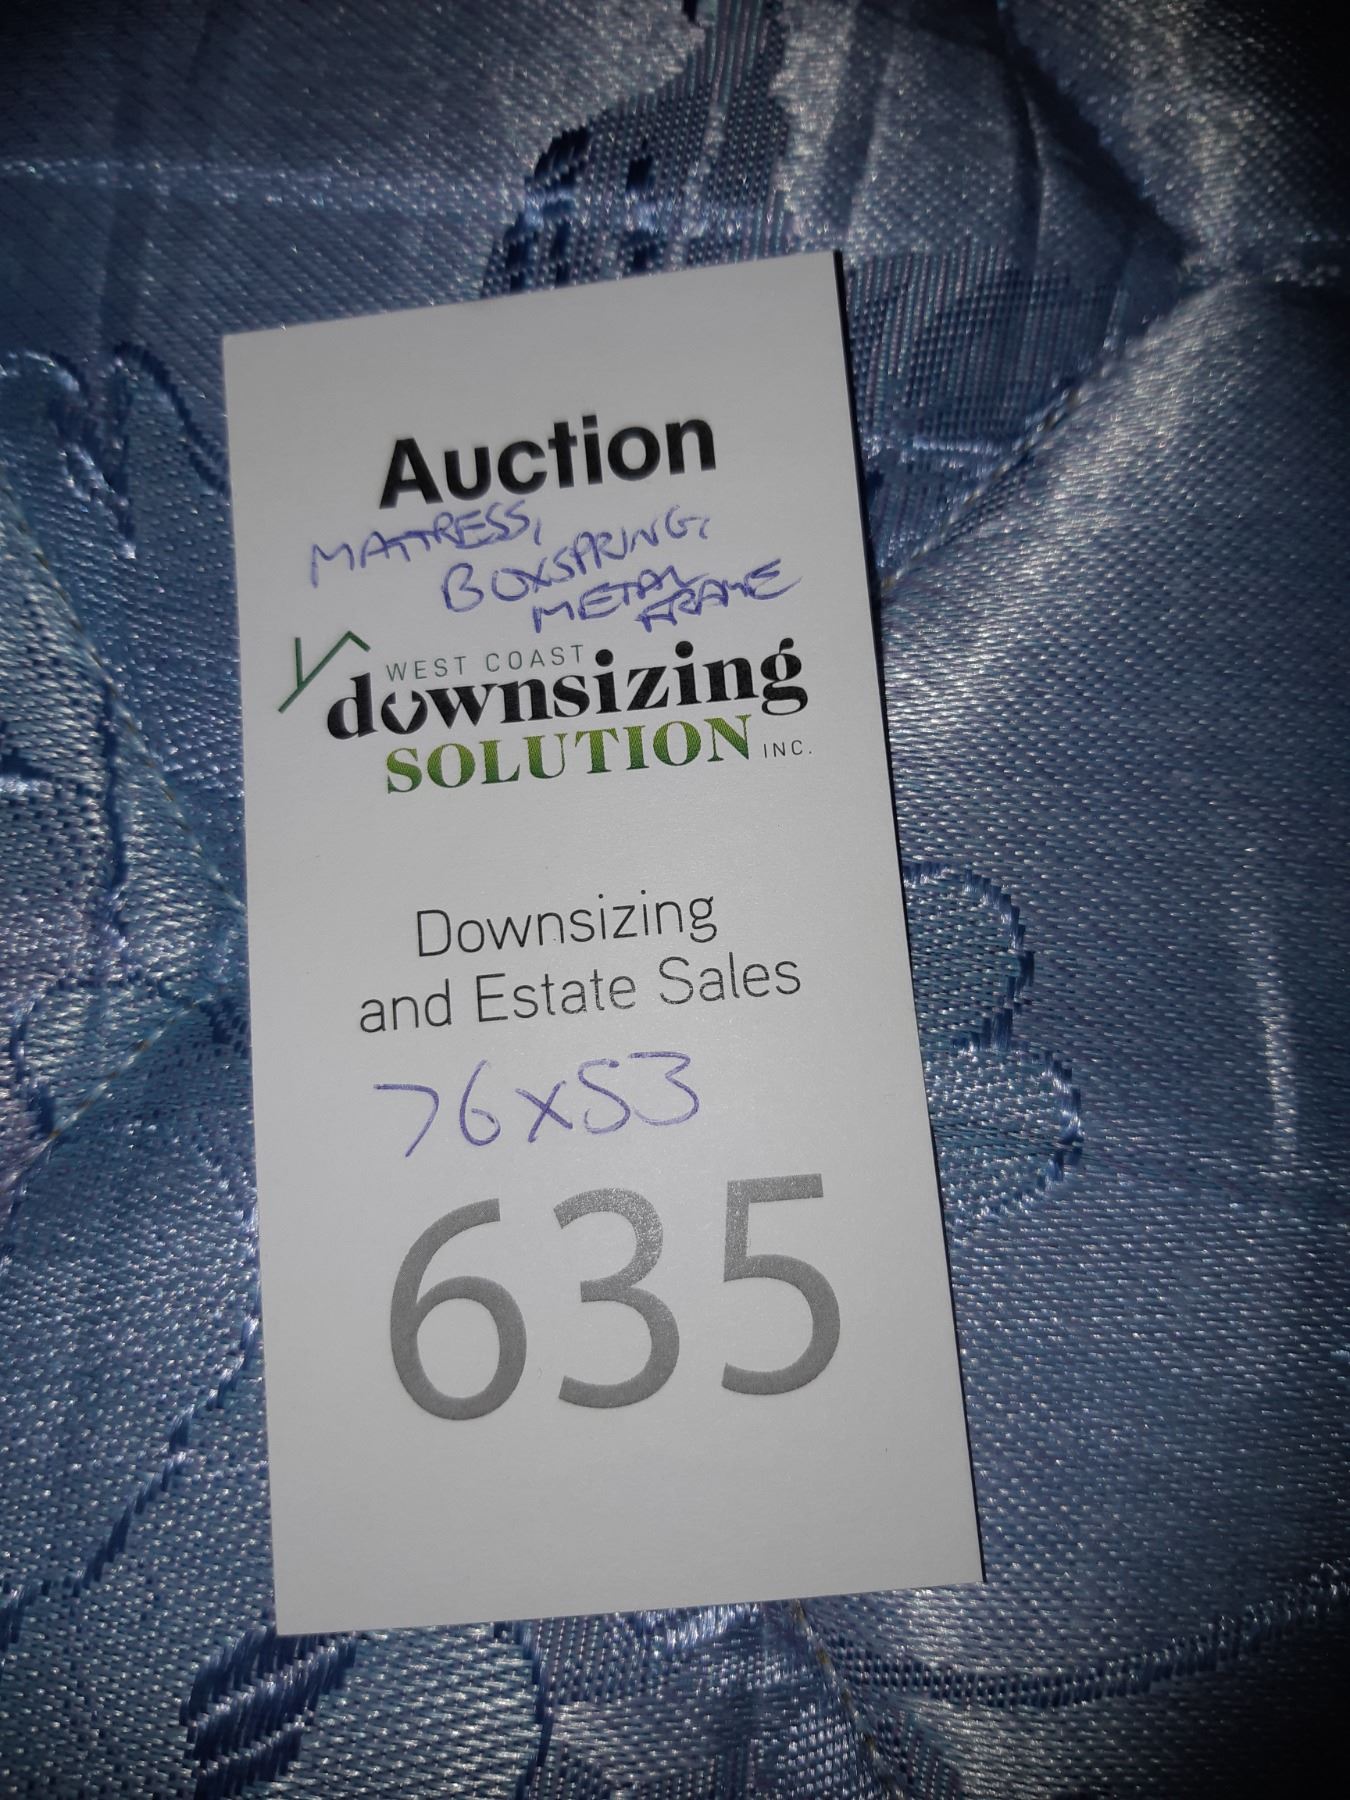 Auction
MATTRESS,
BOXSPRING,
METAL
FRAME
WEST COAST
downsizing
SOLUTION INC.
Downsizing
and Estate Sales
76x53
635